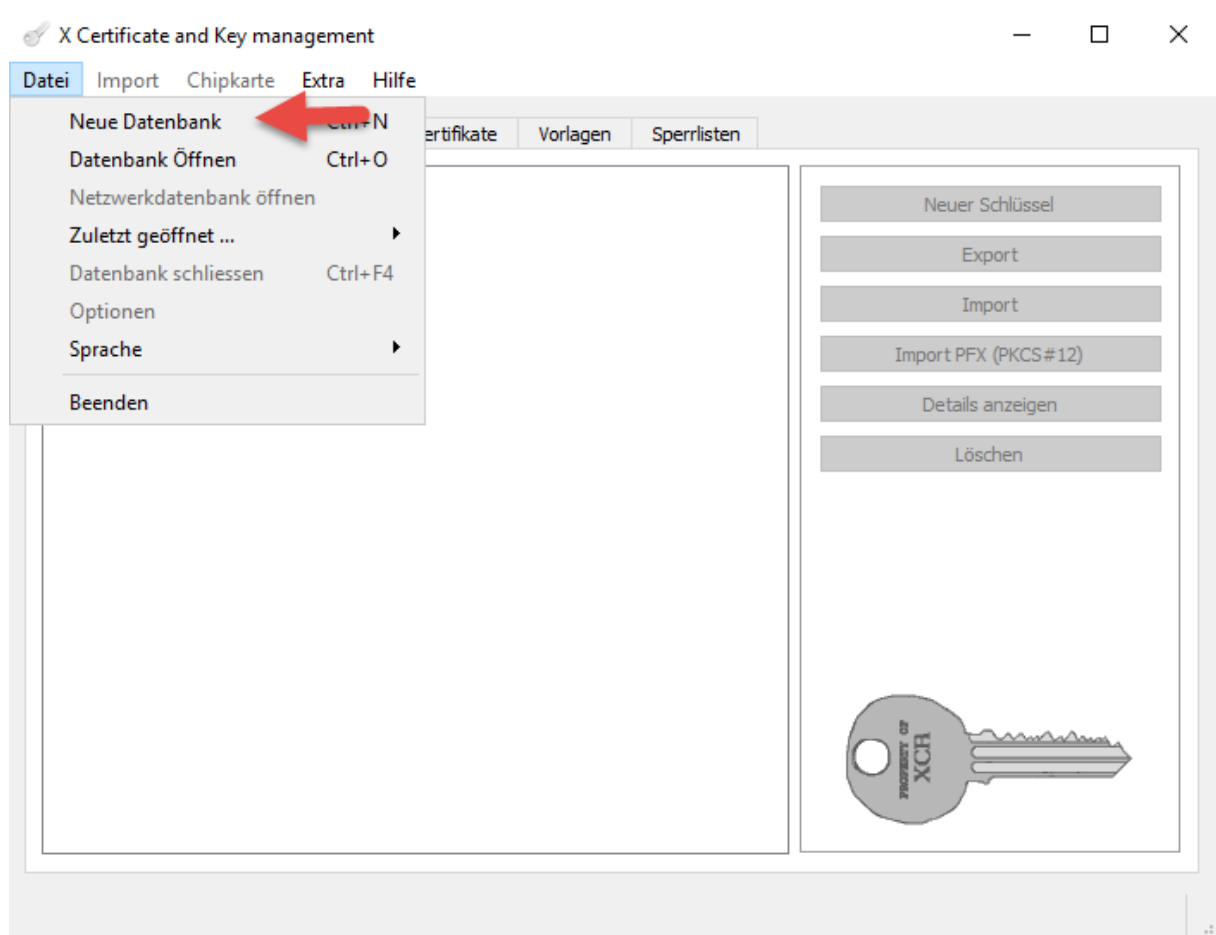 X Certificate and Key management
Datei Import Chipkarte Extra Hilfe
Neue Datenbank Ctrl+N
Datenbank Öffnen Ctrl+O
Netzwerkdatenbank öffnen
Zuletzt geöffnet ...
Datenbank schliessen Ctrl+F4
Optionen
Sprache
Beenden
ertifikate Vorlagen Sperrlisten
Neuer Schlüssel
Export
Import
Import PFX (PKCS#12)
Details anzeigen
Löschen
PROPERTY OF
XCA